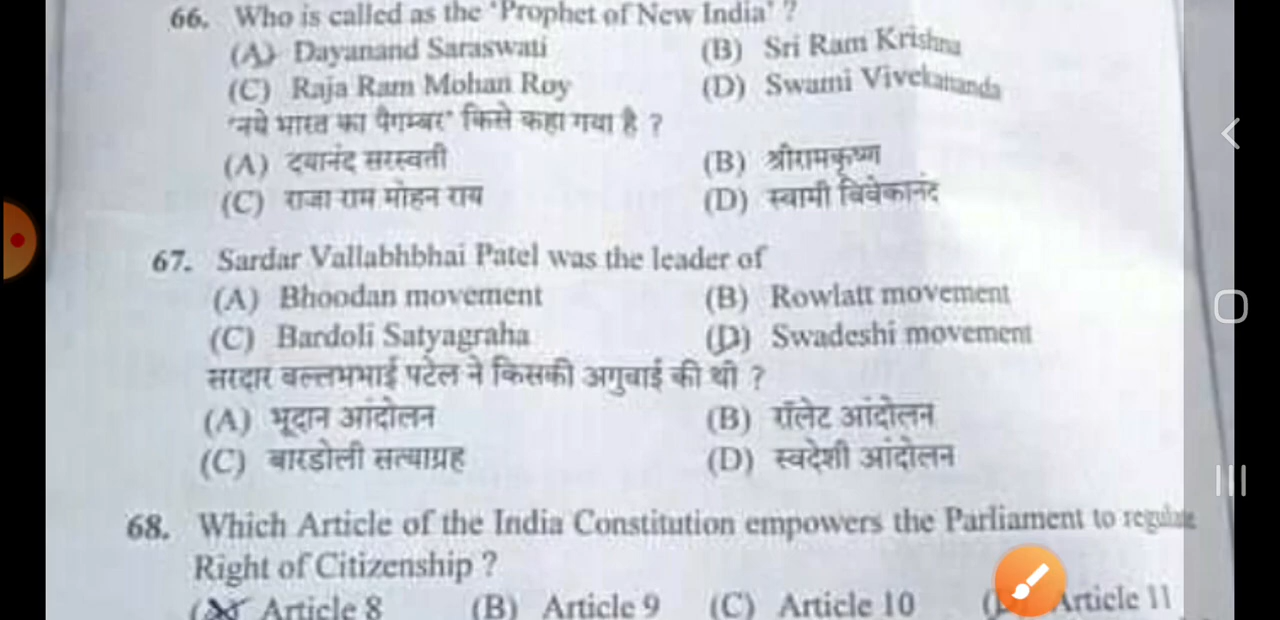 66. Who is called as the 'Prophet of New India' ?
(A) Dayanand Saraswati (B) Sri Ram Krishna
(C) Raja Ram Mohan Roy (D) Swami Vivekananda
'नये भारत का पैगम्बर' किसे कहा गया है ?
(A) दयानंद सरस्वती (B) श्रीरामकृष्ण
(C) राजा राम मोहन राय (D) स्वामी विवेकानंद
67. Sardar Vallabhbhai Patel was the leader of
(A) Bhoodan movement (B) Rowlatt movement
(C) Bardoli Satyagraha (D) Swadeshi movement
सरदार वल्लभभाई पटेल ने किसकी अगुवाई की थी ?
(A) भूदान आंदोलन (B) रॉलेट आंदोलन
(C) बारडोली सत्याग्रह (D) स्वदेशी आंदोलन
68. Which Article of the India Constitution empowers the Parliament to regulate
Right of Citizenship ?
(A) Article 8 (B) Article 9 (C) Article 10 Article 11